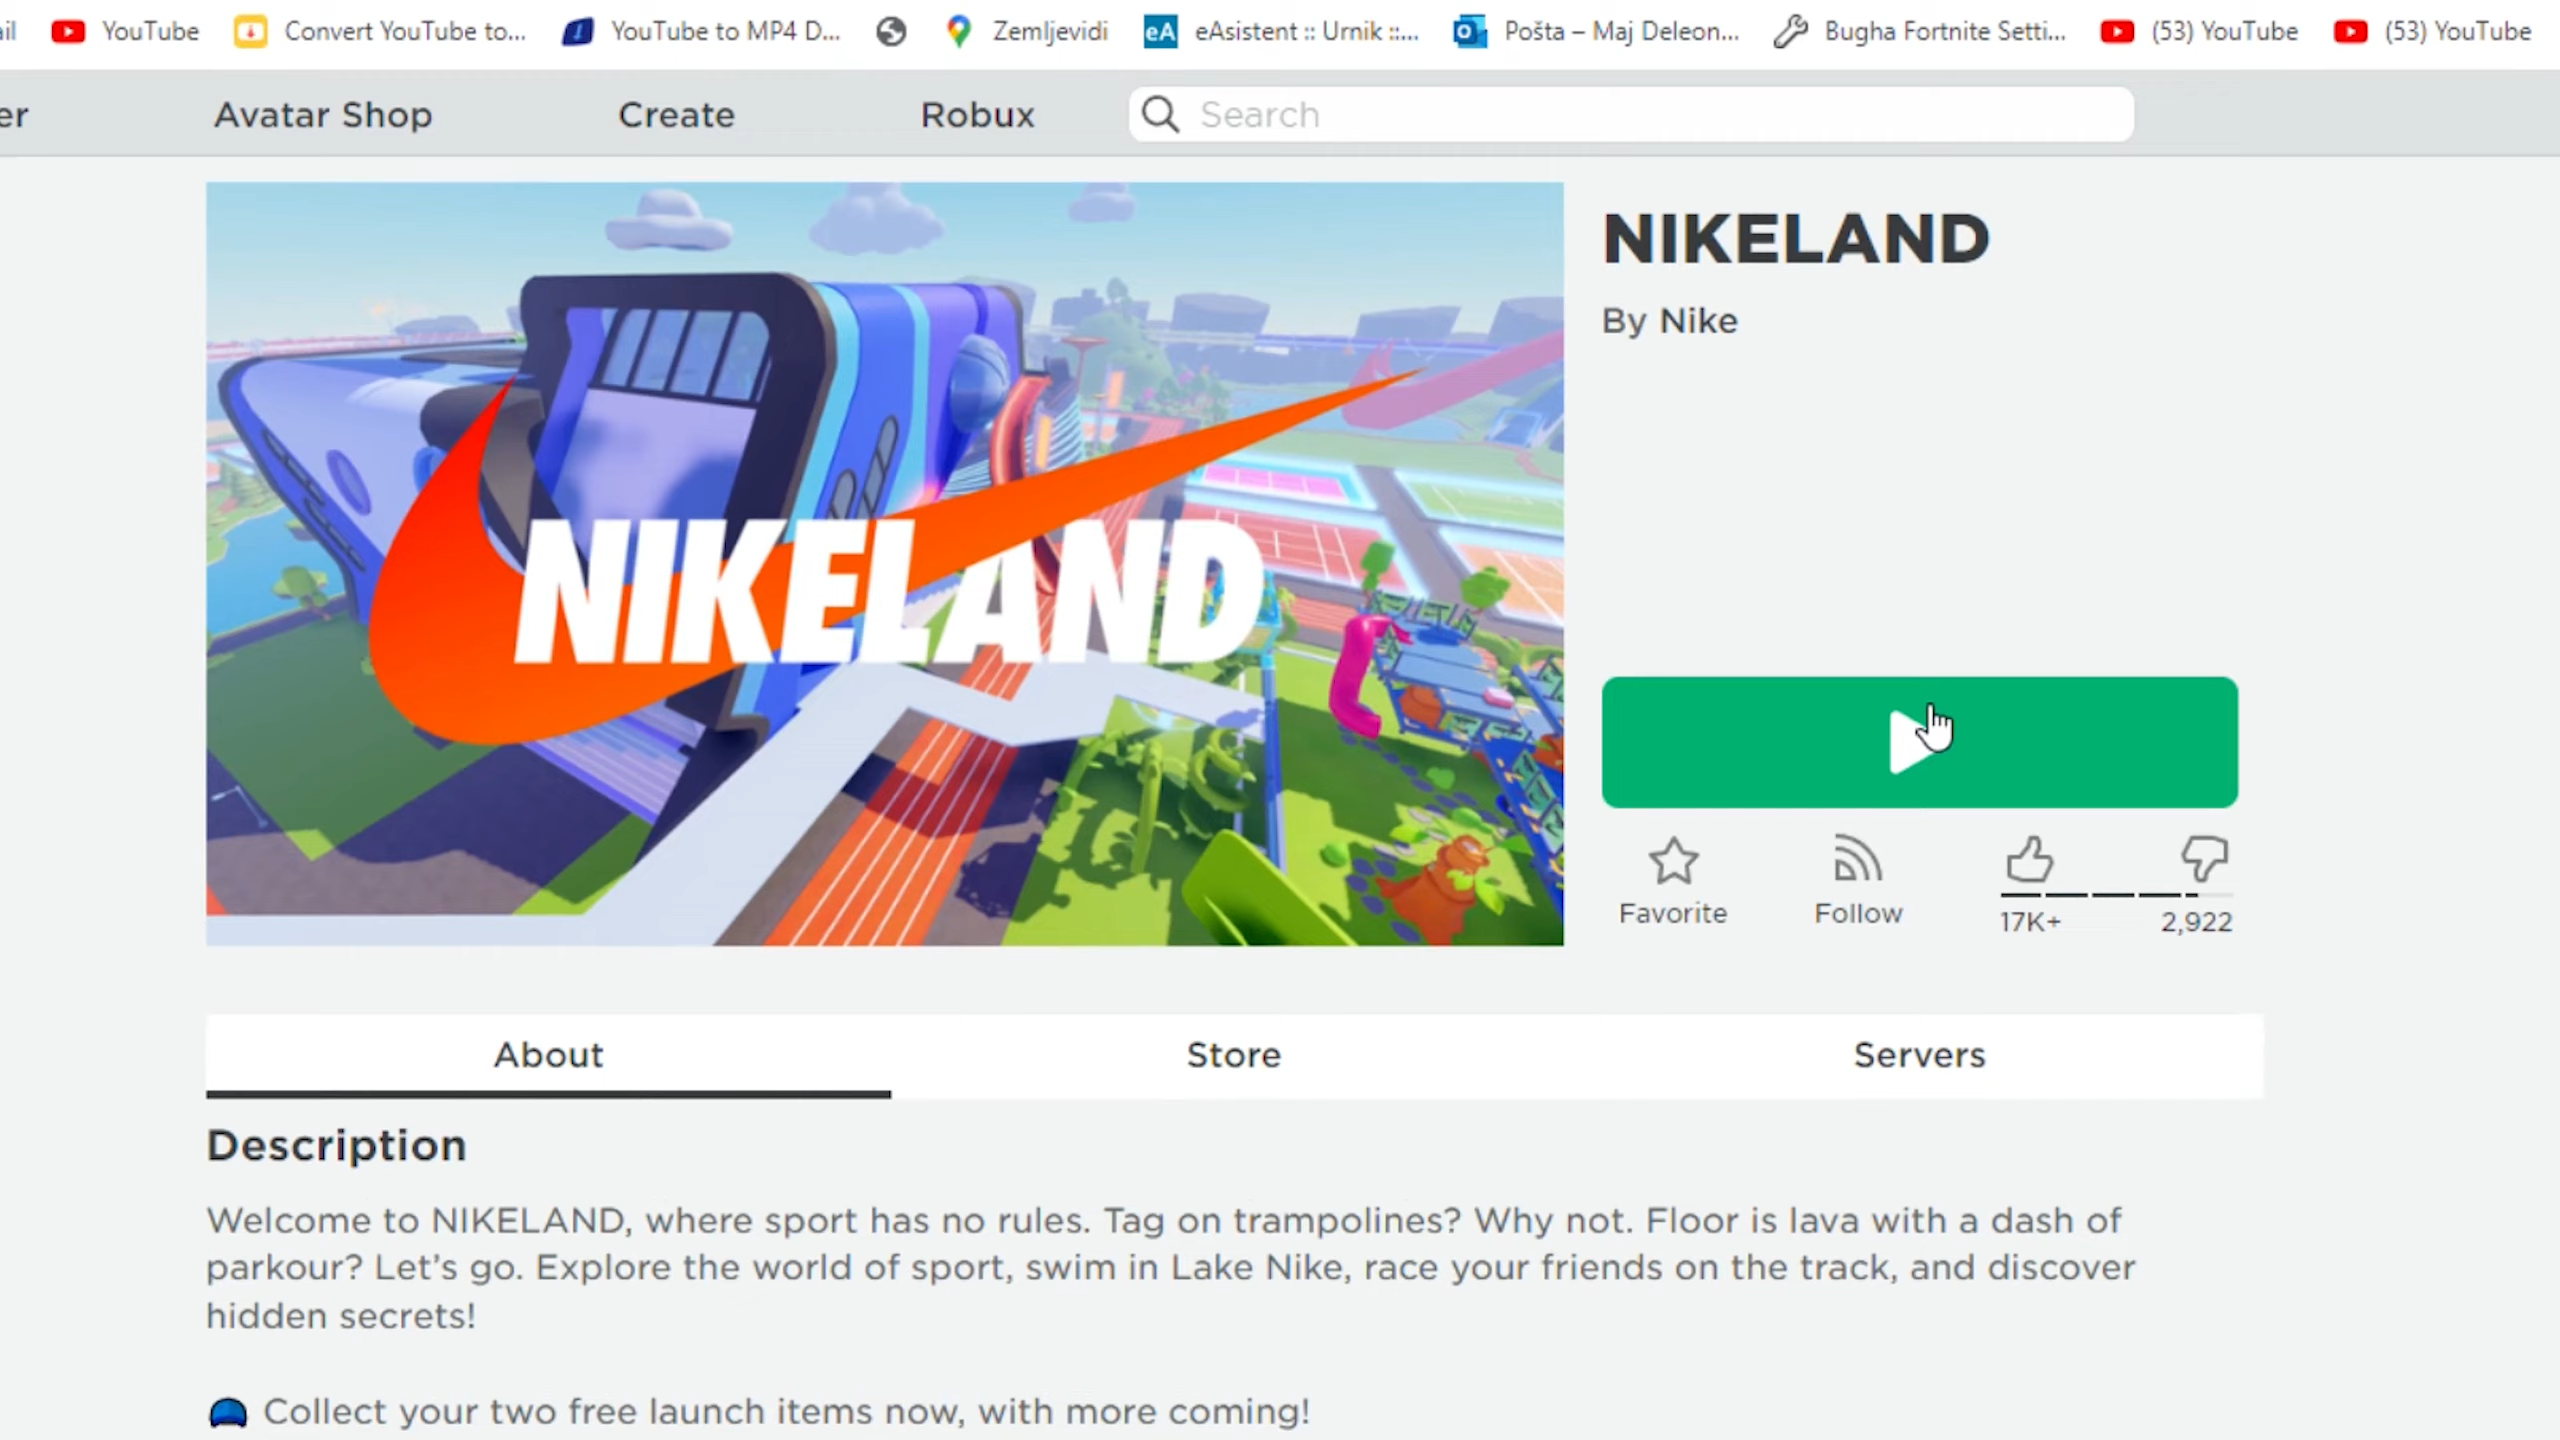 il YouTube Convert YouTube to... YouTube to MP4 D... Zemljevidi eA eAsistent :: Urnik ::... Pošta – Maj Deleon... Bugha Fortnite Setti... (53) YouTube (53) YouTube
er Avatar Shop Create Robux Search
NIKELAND
By Nike
NIKELAND
Favorite Follow 17K+ 2,922
About Store Servers
Description
Welcome to NIKELAND, where sport has no rules. Tag on trampolines? Why not. Floor is lava with a dash of
parkour? Let's go. Explore the world of sport, swim in Lake Nike, race your friends on the track, and discover
hidden secrets!
Collect your two free launch items now, with more coming!